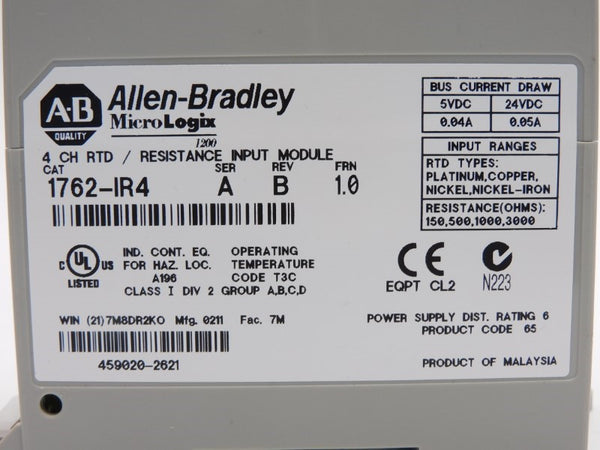 A·B
QUALITY
Allen-Bradley
MicroLogix
1200
4 CH RTD / RESISTANCE INPUT MODULE
CAT SER REV FRN
1762-IR4 A B 1.0
BUS CURRENT DRAW
5VDC 24VDC
0.04A 0.05A
INPUT RANGES
RTD TYPES:
PLATINUM,COPPER,
NICKEL,NICKEL-IRON
RESISTANCE(OHMS):
150,500,1000,3000
C UL US
LISTED
IND. CONT. EQ.
FOR HAZ. LOC.
A196
OPERATING
TEMPERATURE
CODE T3C
CLASS I DIV 2 GROUP A,B,C,D
CE
EQPT CL2
N223
WIN (21)7M8DR2KO Mfg. 0211 Fac. 7M
459020-2621
POWER SUPPLY DIST. RATING 6
PRODUCT CODE 65
PRODUCT OF MALAYSIA